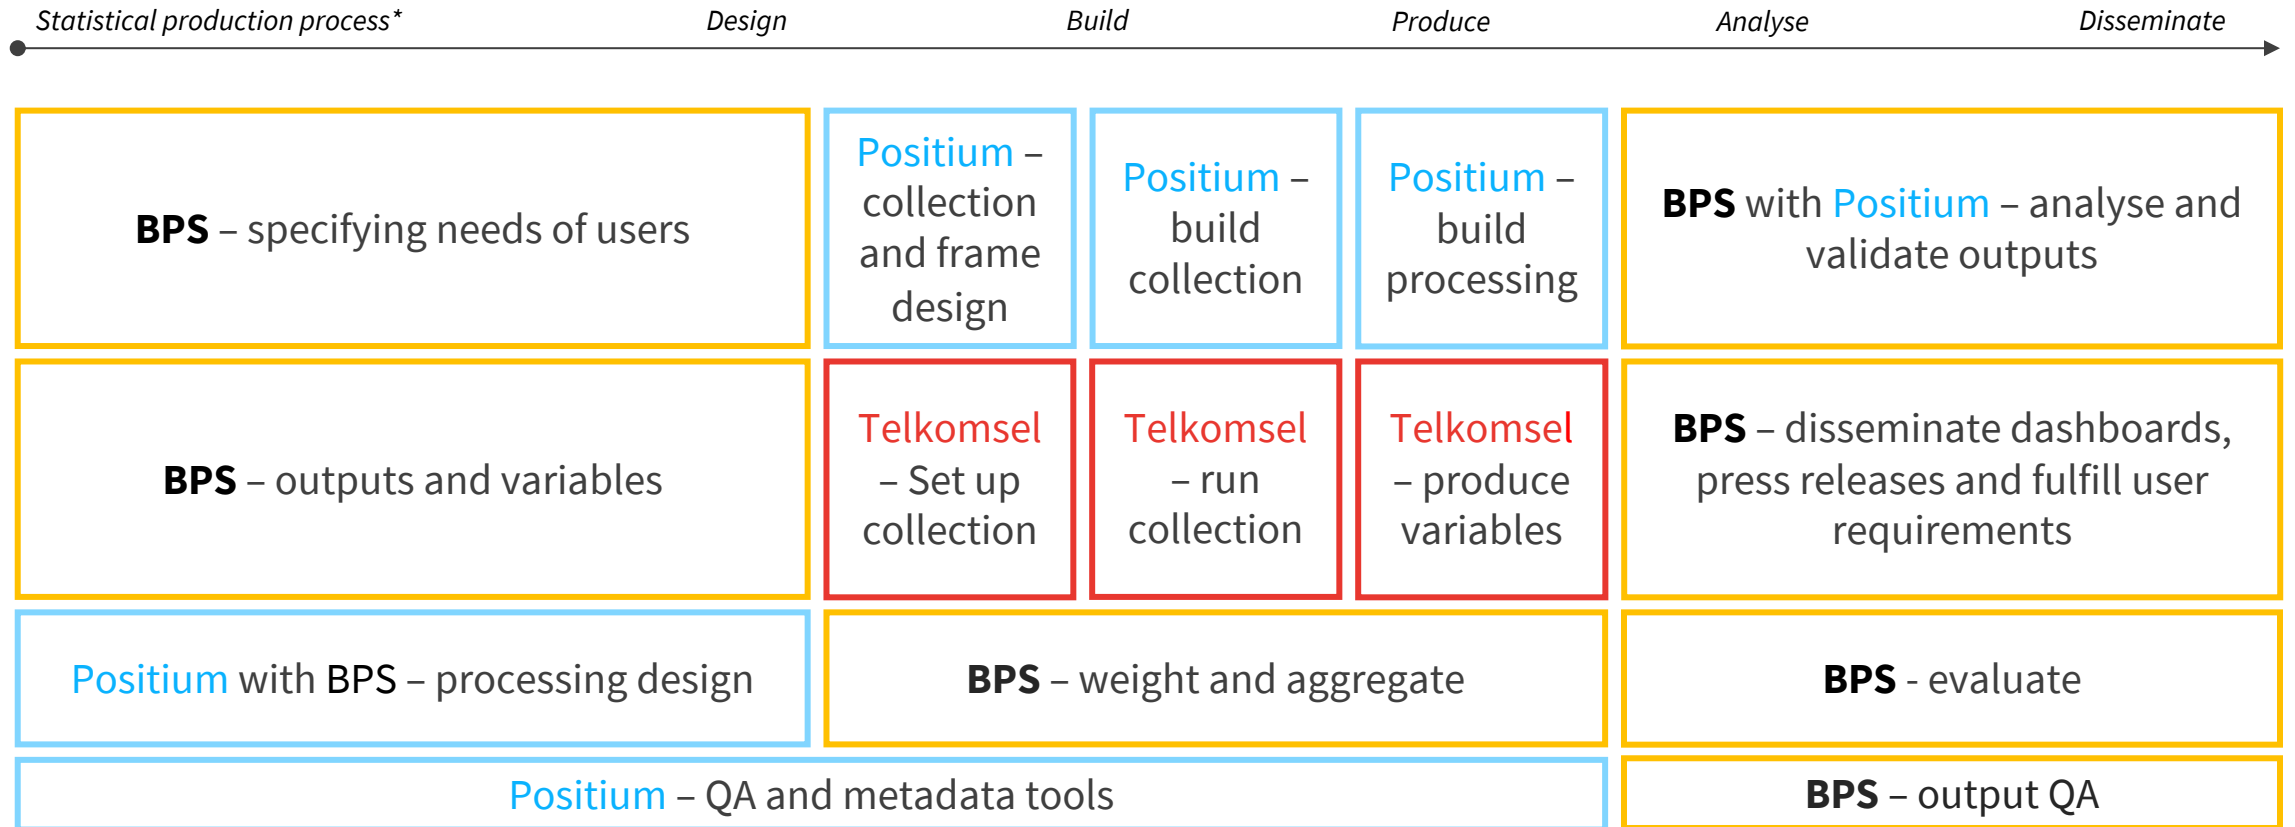 Statistical production process* Design Build Produce Analyse Disseminate
BPS – specifying needs of users
Positium –
collection
and frame
design
Positium –
build
collection
Positium –
build
processing
BPS with Positium – analyse and
validate outputs
BPS – outputs and variables
Telkomsel
– Set up
collection
Telkomsel
– run
collection
Telkomsel
– produce
variables
BPS – disseminate dashboards,
press releases and fulfill user
requirements
Positium with BPS – processing design
BPS – weight and aggregate
BPS - evaluate
Positium – QA and metadata tools
BPS – output QA